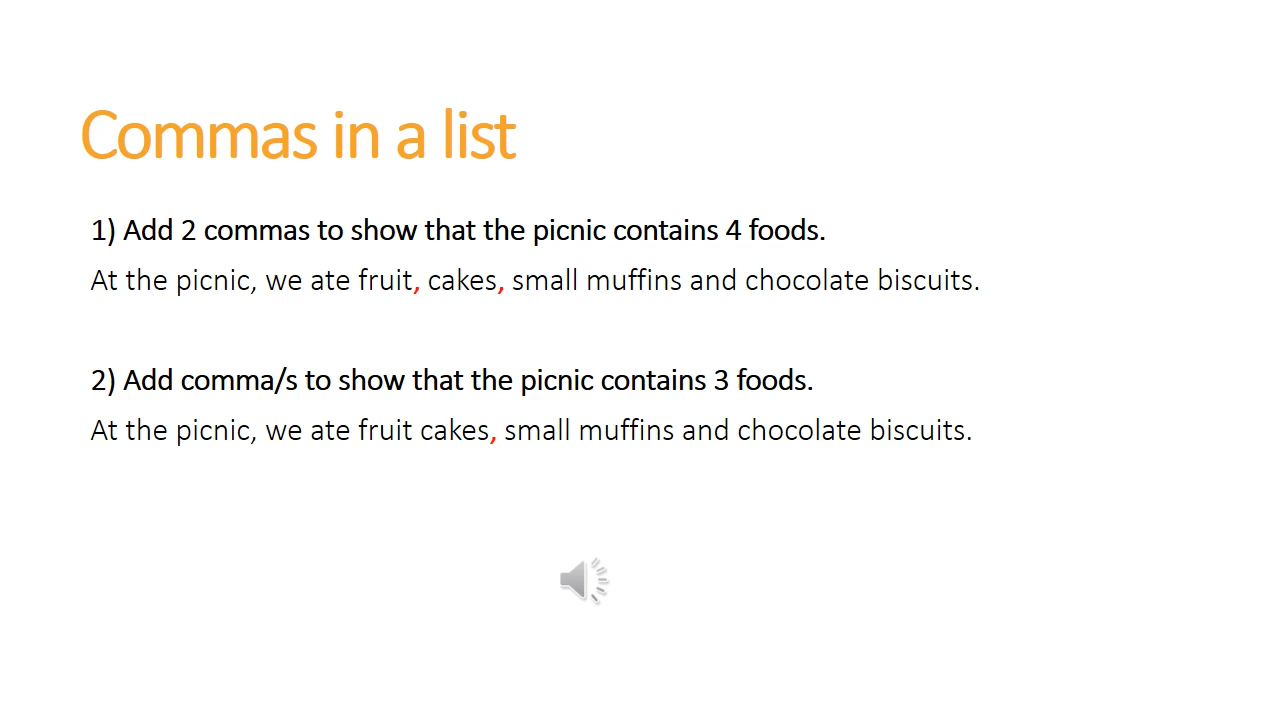 Commas in a list
1) Add 2 commas to show that the picnic contains 4 foods.
At the picnic, we ate fruit, cakes, small muffins and chocolate biscuits.
2) Add comma/s to show that the picnic contains 3 foods.
At the picnic, we ate fruit cakes, small muffins and chocolate biscuits.